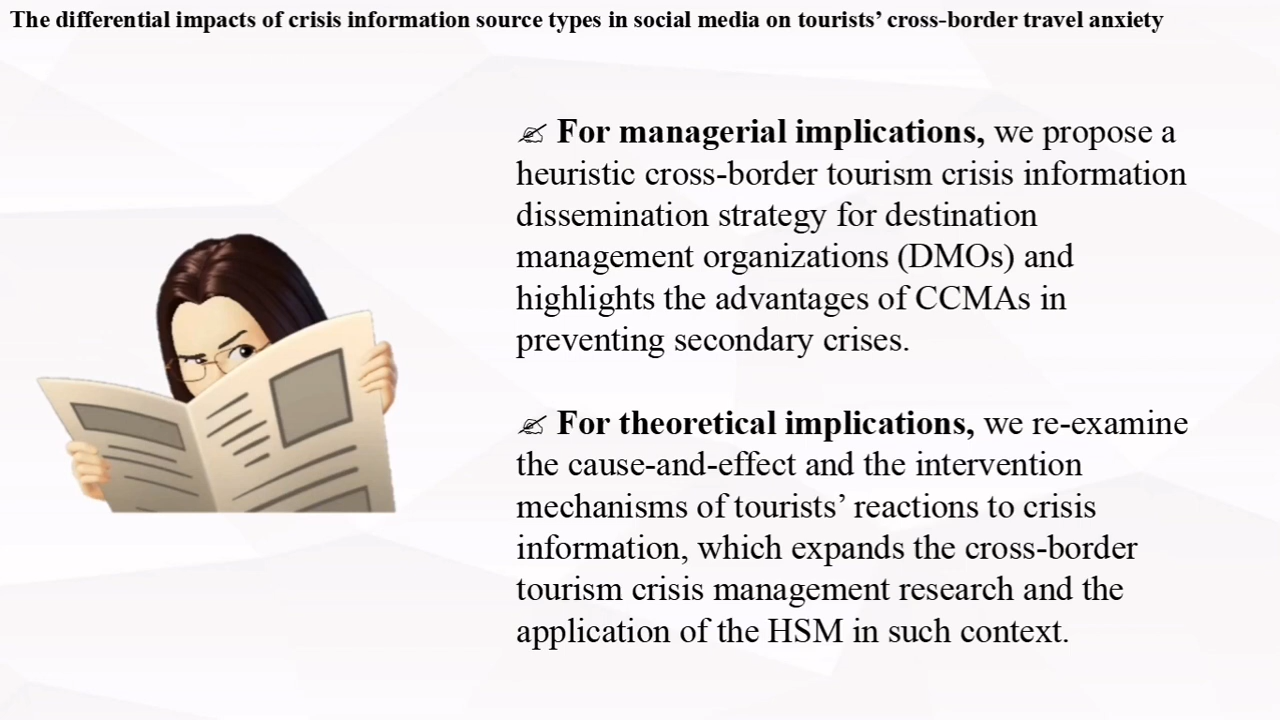 The differential impacts of crisis information source types in social media on tourists’ cross-border travel anxiety
For managerial implications, we propose a
heuristic cross-border tourism crisis information
dissemination strategy for destination
management organizations (DMOs) and
highlights the advantages of CCMAs in
preventing secondary crises.
For theoretical implications, we re-examine
the cause-and-effect and the intervention
mechanisms of tourists’ reactions to crisis
information, which expands the cross-border
tourism crisis management research and the
application of the HSM in such context.